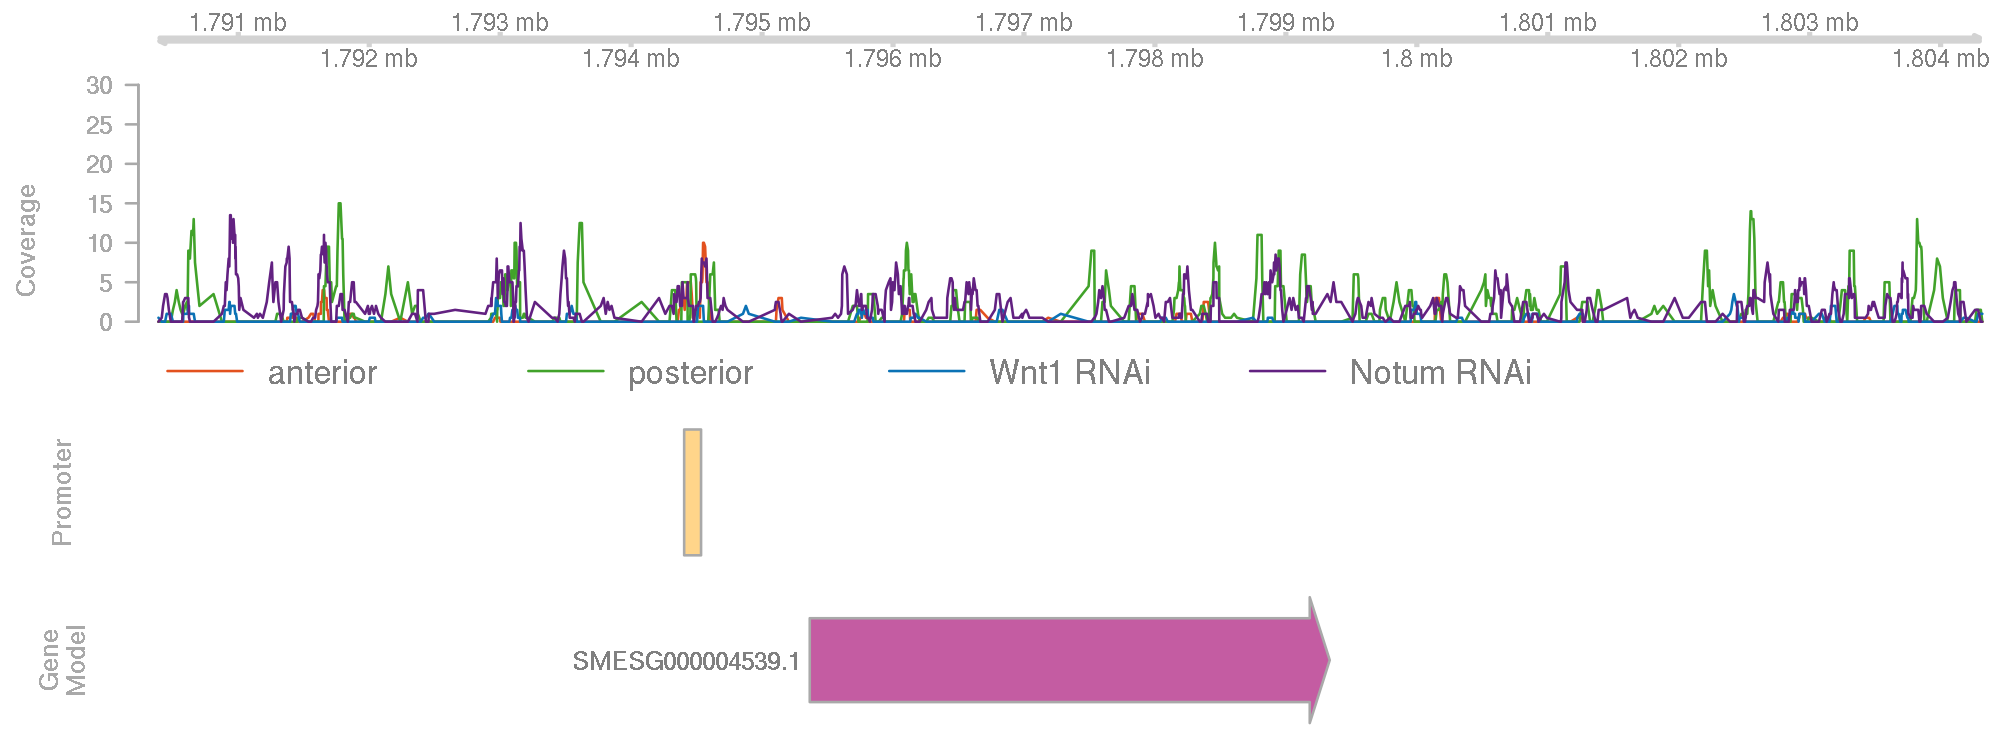 1.791 mb 1.793 mb 1.795 mb 1.797 mb 1.799 mb 1.801 mb 1.803 mb
1.792 mb 1.794 mb 1.796 mb 1.798 mb 1.8 mb 1.802 mb 1.804 mb
30
25
20
15
10
5
0
Coverage
anterior posterior Wnt1 RNAi Notum RNAi
Promoter
Gene
Model
SMESG000004539.1